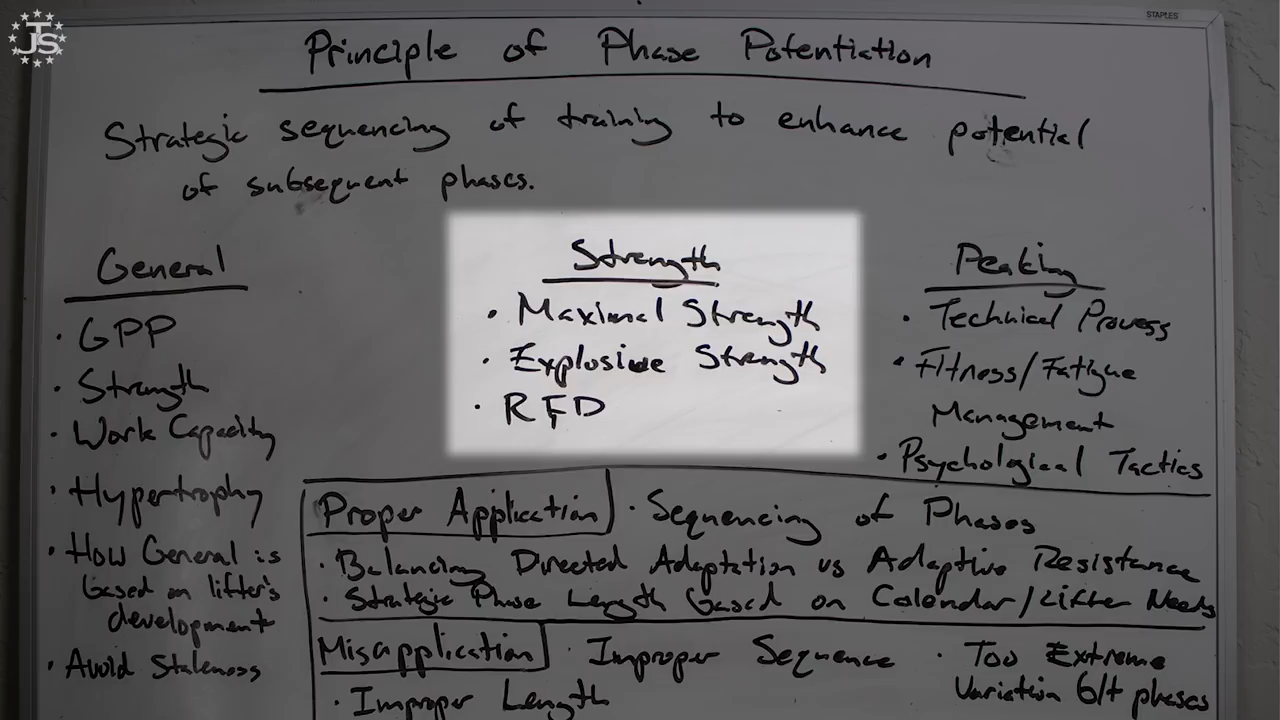 STAPLES
JTS
Principle of Phase Potentiation
Strategic sequencing of training to enhance potential
of subsequent phases.
General
• GPP
• Strength
• Work Capacity
• Hypertrophy
• How General is
based on lifter's
development
• Avoid Staleness
Strength
• Maximal Strength
• Explosive Strength
• RFD
Peaking
• Technical Prowess
• Fitness/Fatigue
Management
• Psychological Tactics
Proper Application • Sequencing of Phases
• Balancing Directed Adaptation vs Adaptive Resistance
• Strategic Phase Length based on Calendar/Lifter Needs
Misapplication • Improper Sequence • Too Extreme
Variation b/t phases
• Improper Length